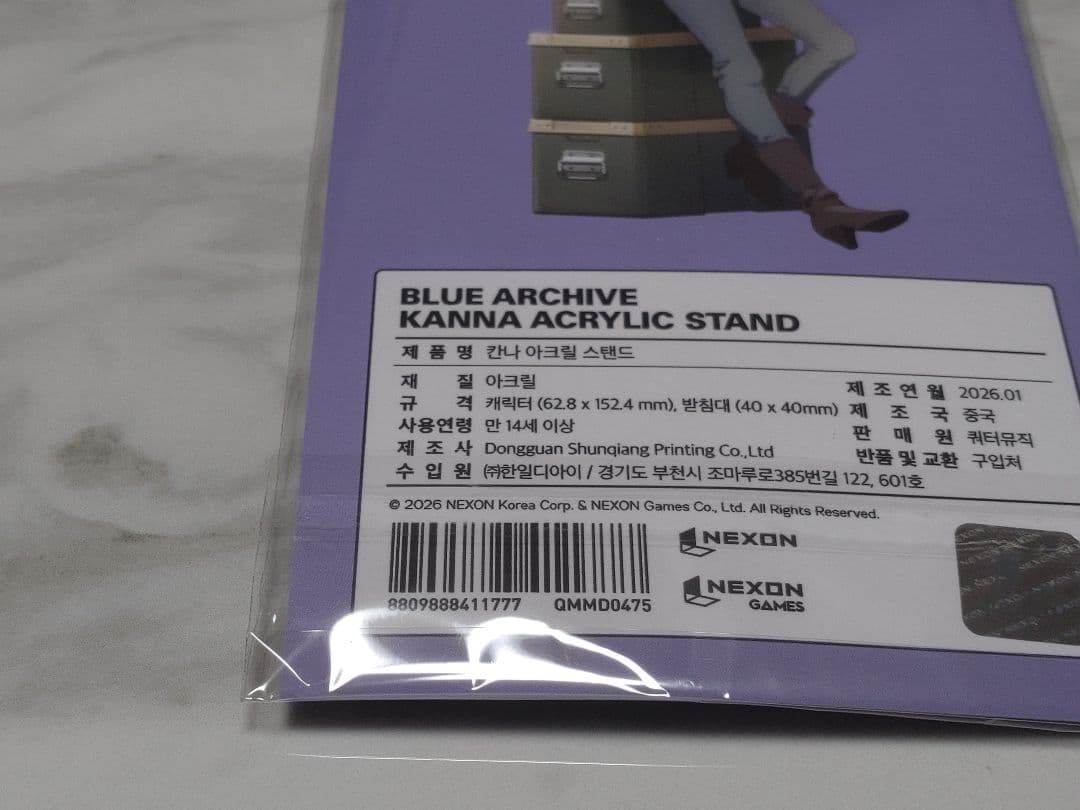 BLUE ARCHIVE
KANNA ACRYLIC STAND
제품명 칸나 아크릴 스탠드
재질 아크릴
규격 캐릭터 (62.8 x 152.4 mm), 받침대 (40 x 40mm)
사용연령 만 14세 이상
제조사 Dongguan Shunqiang Printing Co.,Ltd
수입원 ㈜한일디아이 / 경기도 부천시 조마루로385번길 122, 601호
제조연월 2026.01
제조국 중국
판매원 쿼터뮤직
반품 및 교환 구입처
© 2026 NEXON Korea Corp. & NEXON Games Co., Ltd. All Rights Reserved.
8809888411777 QMMD0475
NEXON
NEXON
GAMES